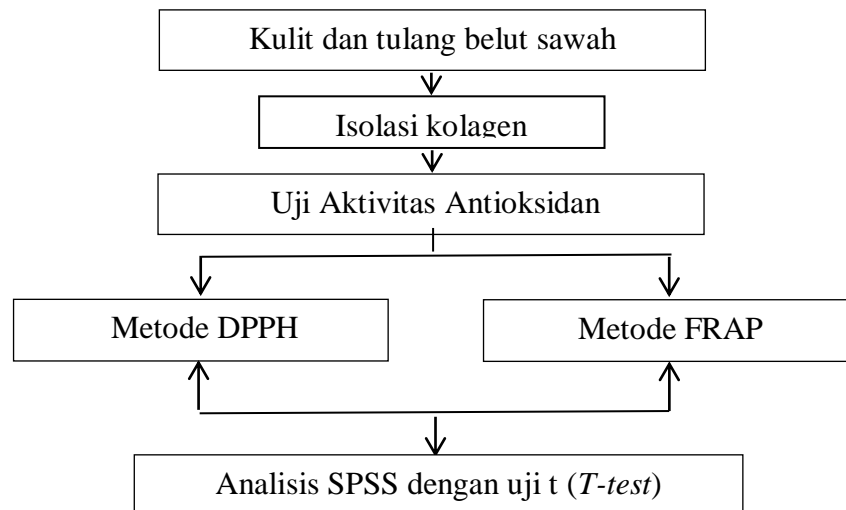 Kulit dan tulang belut sawah
Isolasi kolagen
Uji Aktivitas Antioksidan
Metode DPPH
Metode FRAP
Analisis SPSS dengan uji t (T-test)